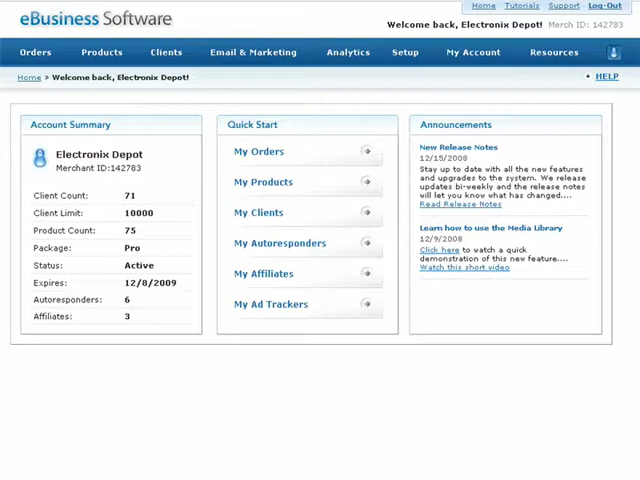 Home Tutorials Support Log-Out
eBusiness Software
Welcome back, Electronix Depot! Merch ID: 142783
Orders Products Clients Email & Marketing Analytics Setup My Account Resources
Home » Welcome back, Electronix Depot!
HELP
Account Summary
Electronix Depot
Merchant ID:142783
Client Count: 71
Client Limit: 10000
Product Count: 75
Package: Pro
Status: Active
Expires: 12/8/2009
Autoresponders: 6
Affiliates: 3
Quick Start
My Orders
My Products
My Clients
My Autoresponders
My Affiliates
My Ad Trackers
Announcements
New Release Notes
12/15/2008
Stay up to date with all the new features
and upgrades to the system. We release
updates bi-weekly and the release notes
will let you know what has changed....
Read Release Notes
Learn how to use the Media Library
12/9/2008
Click here to watch a quick
demonstration of this new feature....
Watch this short video